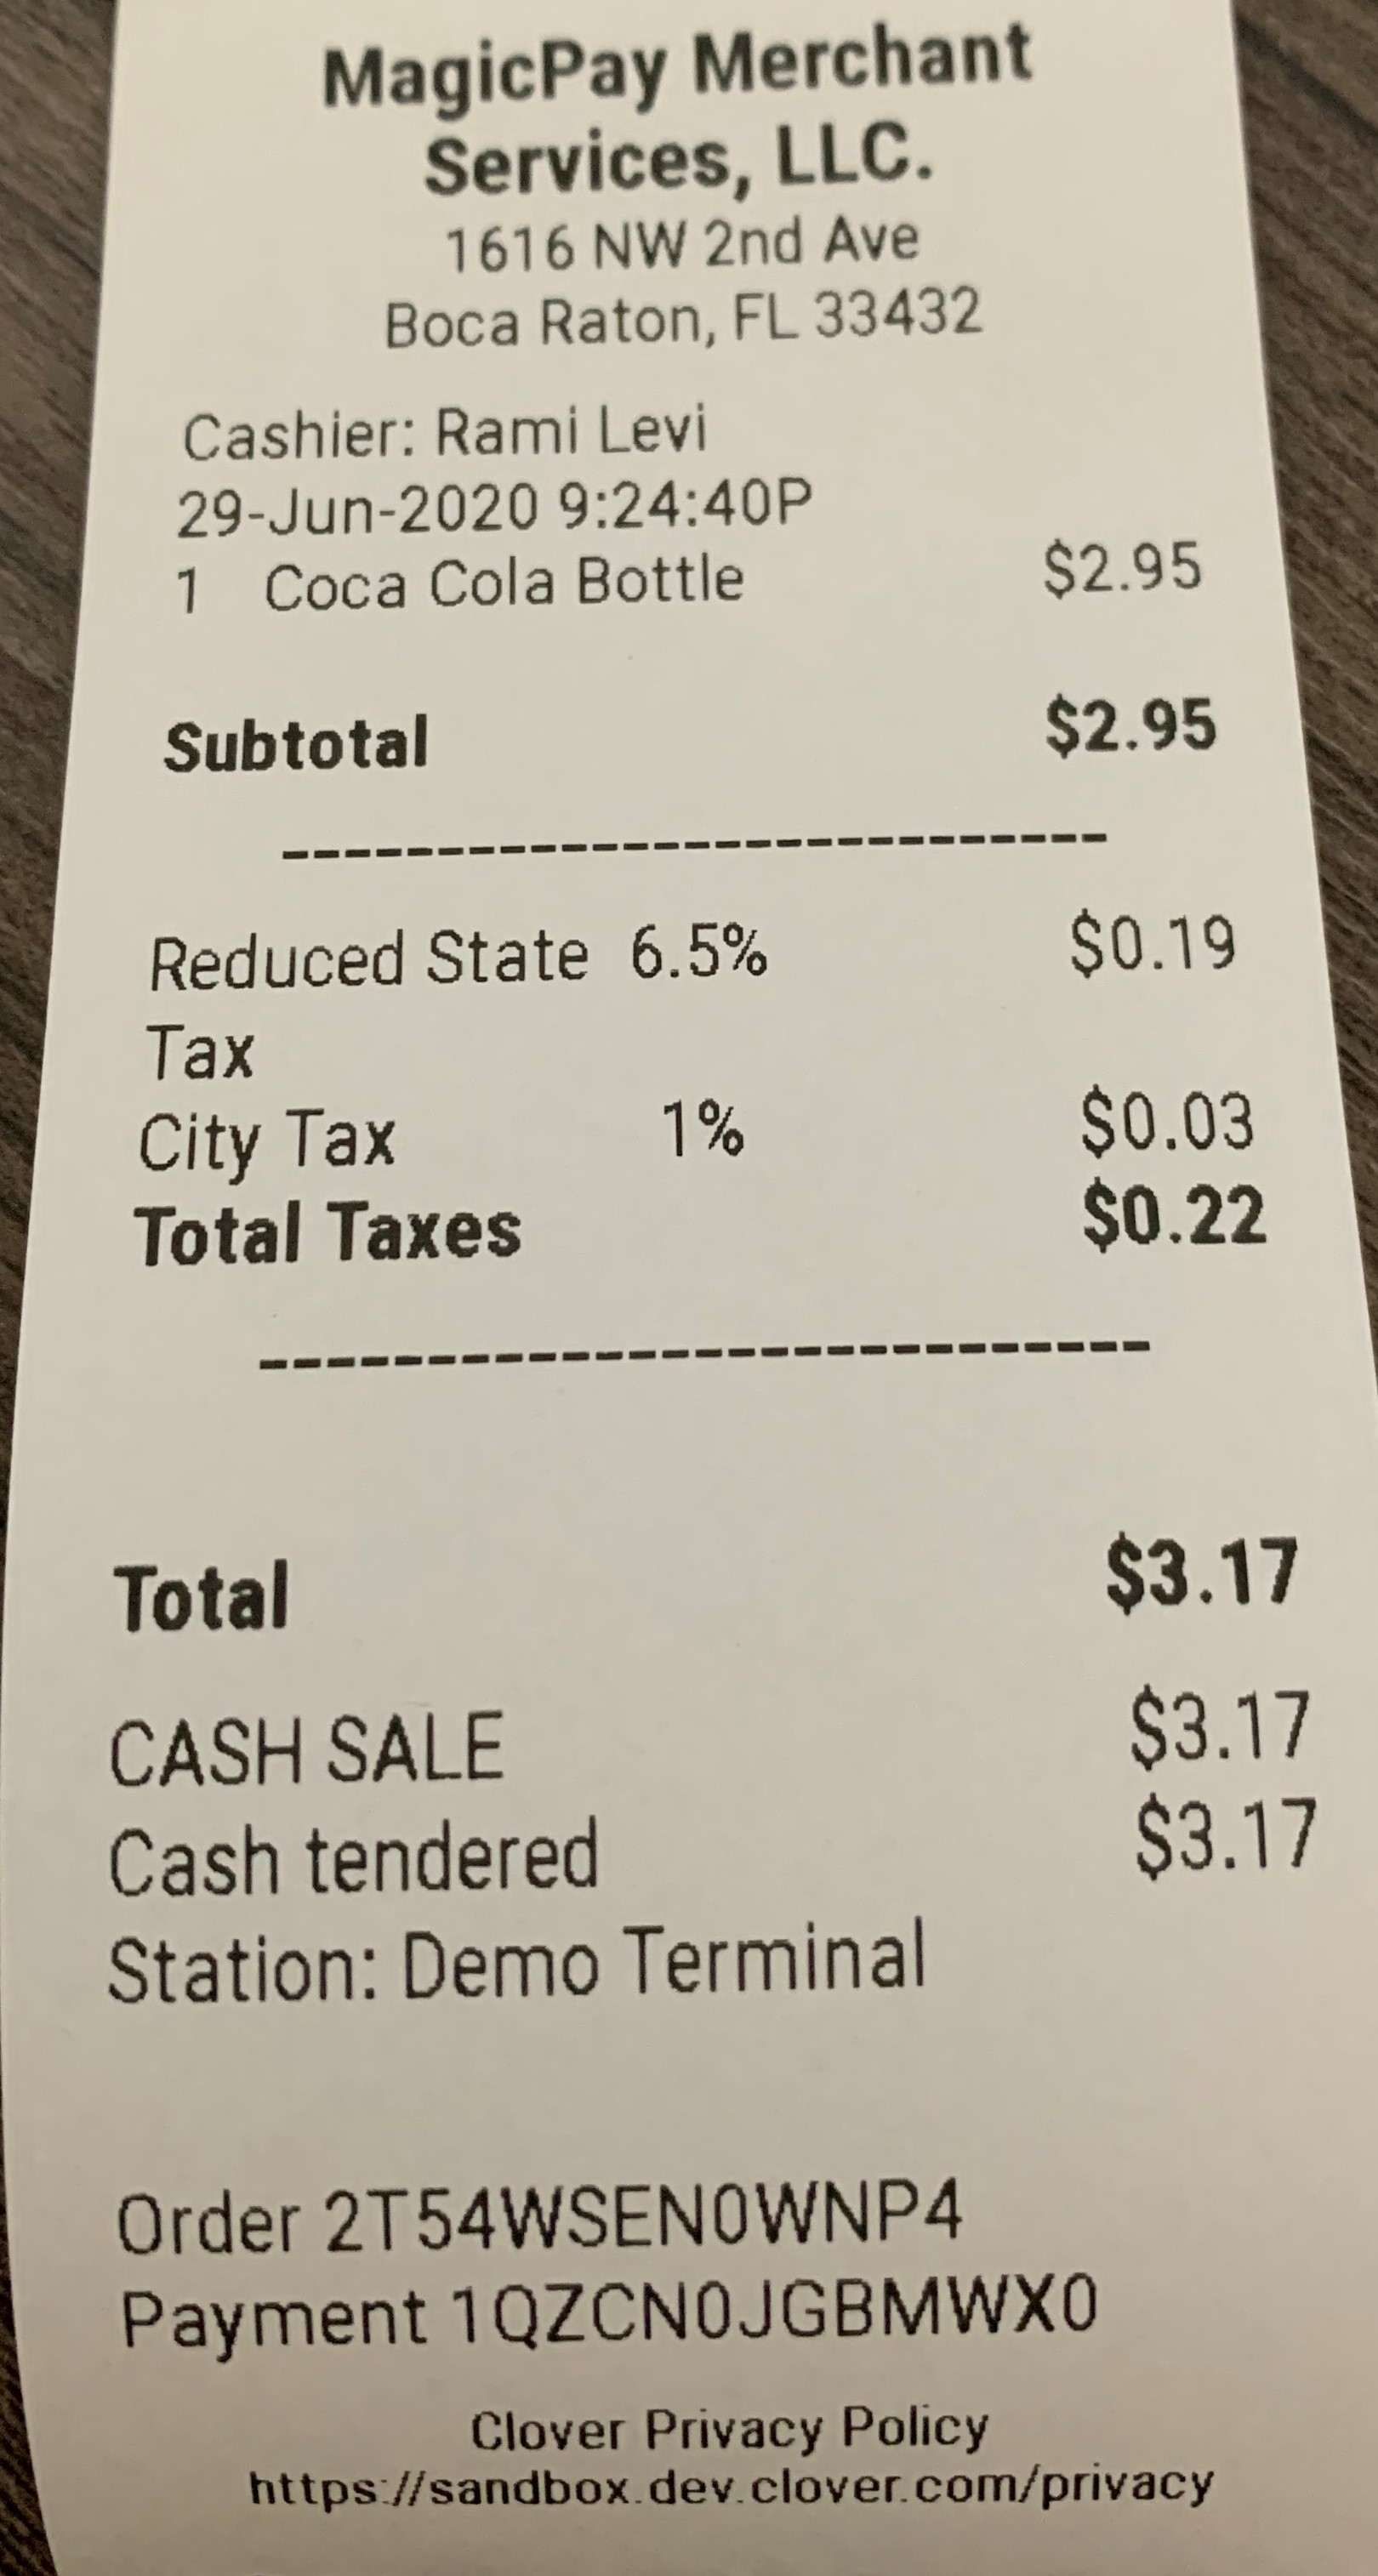 MagicPay Merchant
Services, LLC.
1616 NW 2nd Ave
Boca Raton, FL 33432
Cashier: Rami Levi
29-Jun-2020 9:24:40P
1 Coca Cola Bottle $2.95
Subtotal $2.95
---------------------------
Reduced State 6.5% $0.19
Tax
City Tax 1% $0.03
Total Taxes $0.22
---------------------------
Total $3.17
CASH SALE $3.17
Cash tendered $3.17
Station: Demo Terminal
Order 2T54WSEN0WNP4
Payment 1QZCN0JGBMWX0
Clover Privacy Policy
https://sandbox.dev.clover.com/privacy